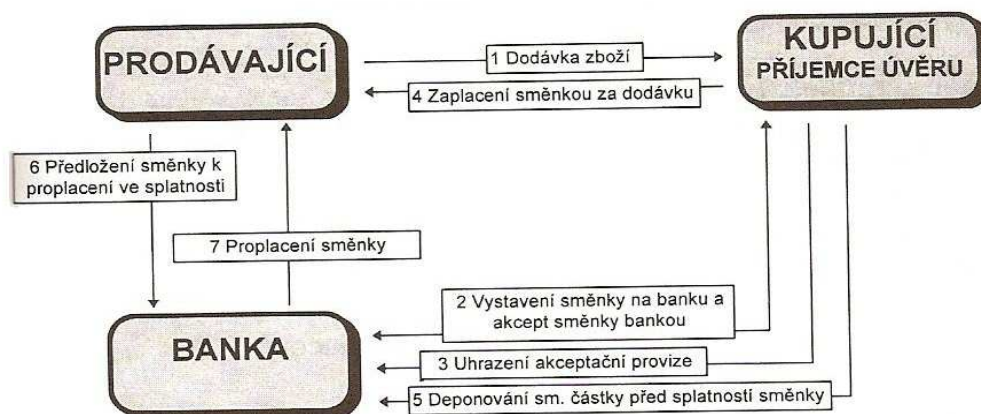 PRODÁVAJÍCÍ
KUPUJÍCÍ
PŘÍJEMCE ÚVĚRU
1 Dodávka zboží
4 Zaplacení směnkou za dodávku
6 Předložení směnky k
proplacení ve splatnosti
7 Proplacení směnky
2 Vystavení směnky na banku a
akcept směnky bankou
BANKA
3 Uhrazení akceptační provize
5 Deponování sm. částky před splatností směnky